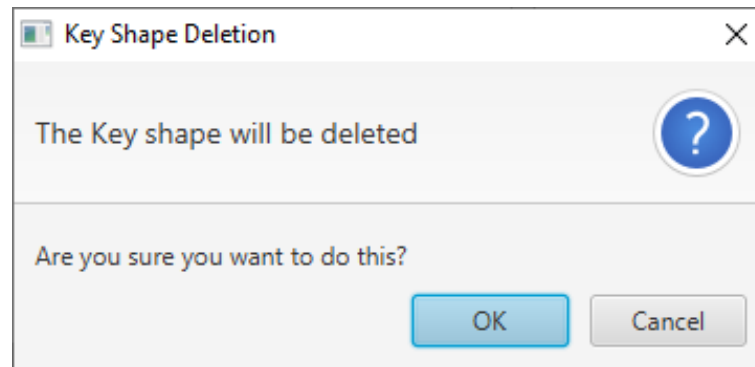 Key Shape Deletion
The Key shape will be deleted
?
Are you sure you want to do this?
OK Cancel